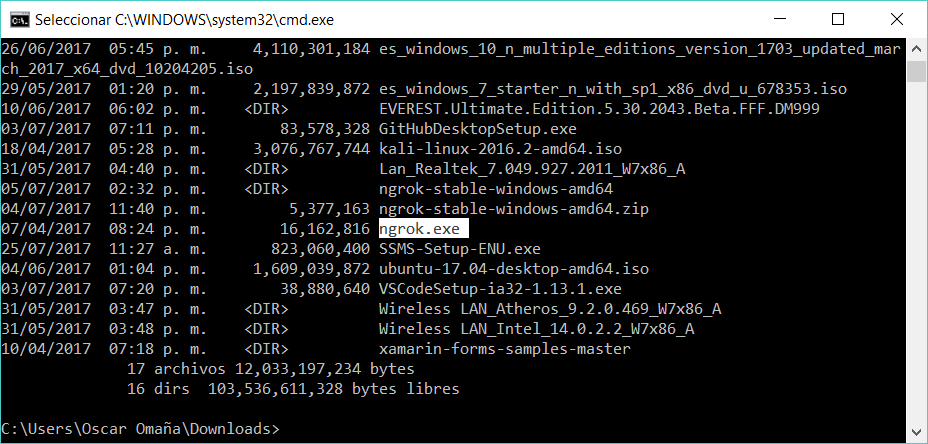 Seleccionar C:\WINDOWS\system32\cmd.exe
26/06/2017  05:45 p. m.     4,110,301,184 es_windows_10_n_multiple_editions_version_1703_updated_mar
ch_2017_x64_dvd_10204205.iso
29/05/2017  01:20 p. m.     2,197,839,872 es_windows_7_starter_n_with_sp1_x86_dvd_u_678353.iso
10/06/2017  06:02 p. m.    <DIR>          EVEREST.Ultimate.Edition.5.30.2043.Beta.FFF.DM999
03/07/2017  07:11 p. m.        83,578,328 GitHubDesktopSetup.exe
18/04/2017  05:28 p. m.     3,076,767,744 kali-linux-2016.2-amd64.iso
31/05/2017  04:40 p. m.    <DIR>          Lan_Realtek_7.049.927.2011_W7x86_A
05/07/2017  02:32 p. m.    <DIR>          ngrok-stable-windows-amd64
04/07/2017  11:40 p. m.         5,377,163 ngrok-stable-windows-amd64.zip
07/04/2017  08:24 p. m.        16,162,816 ngrok.exe
25/07/2017  11:27 a. m.       823,060,400 SSMS-Setup-ENU.exe
04/06/2017  01:04 p. m.     1,609,039,872 ubuntu-17.04-desktop-amd64.iso
03/07/2017  07:20 p. m.        38,880,640 VSCodeSetup-ia32-1.13.1.exe
31/05/2017  03:47 p. m.    <DIR>          Wireless LAN_Atheros_9.2.0.469_W7x86_A
31/05/2017  03:48 p. m.    <DIR>          Wireless LAN_Intel_14.0.2.2_W7x86_A
10/04/2017  07:18 p. m.    <DIR>          xamarin-forms-samples-master
              17 archivos 12,033,197,234 bytes
              16 dirs  103,536,611,328 bytes libres
C:\Users\Oscar Omaña\Downloads>